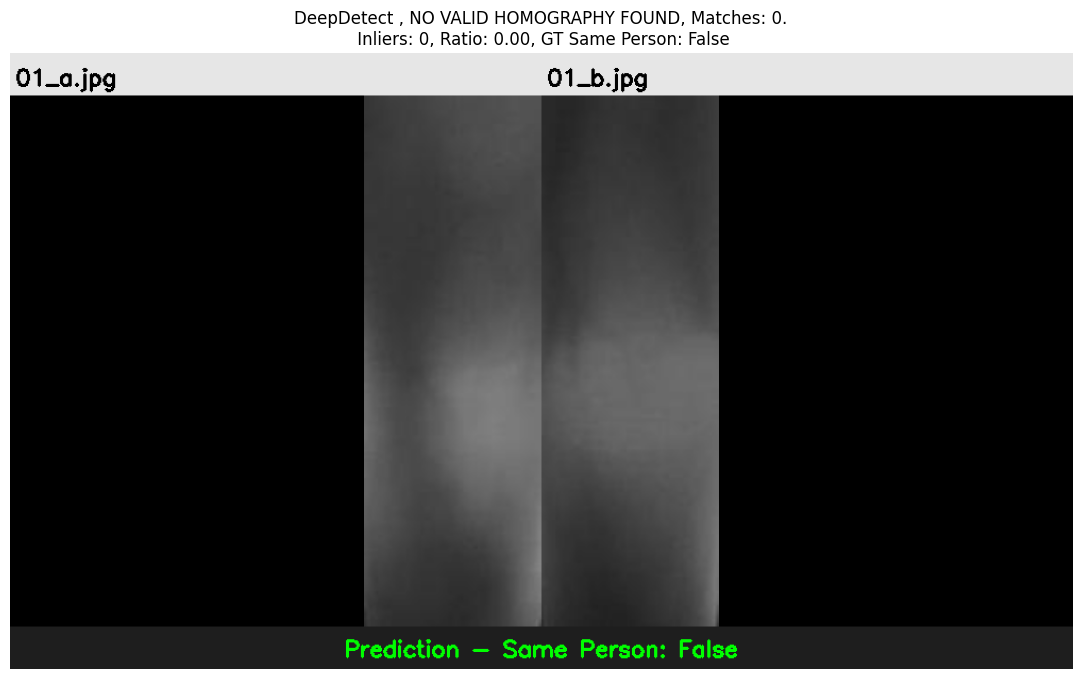 DeepDetect , NO VALID HOMOGRAPHY FOUND, Matches: 0.
Inliers: 0, Ratio: 0.00, GT Same Person: False
01_a.jpg
01_b.jpg
Prediction - Same Person: False